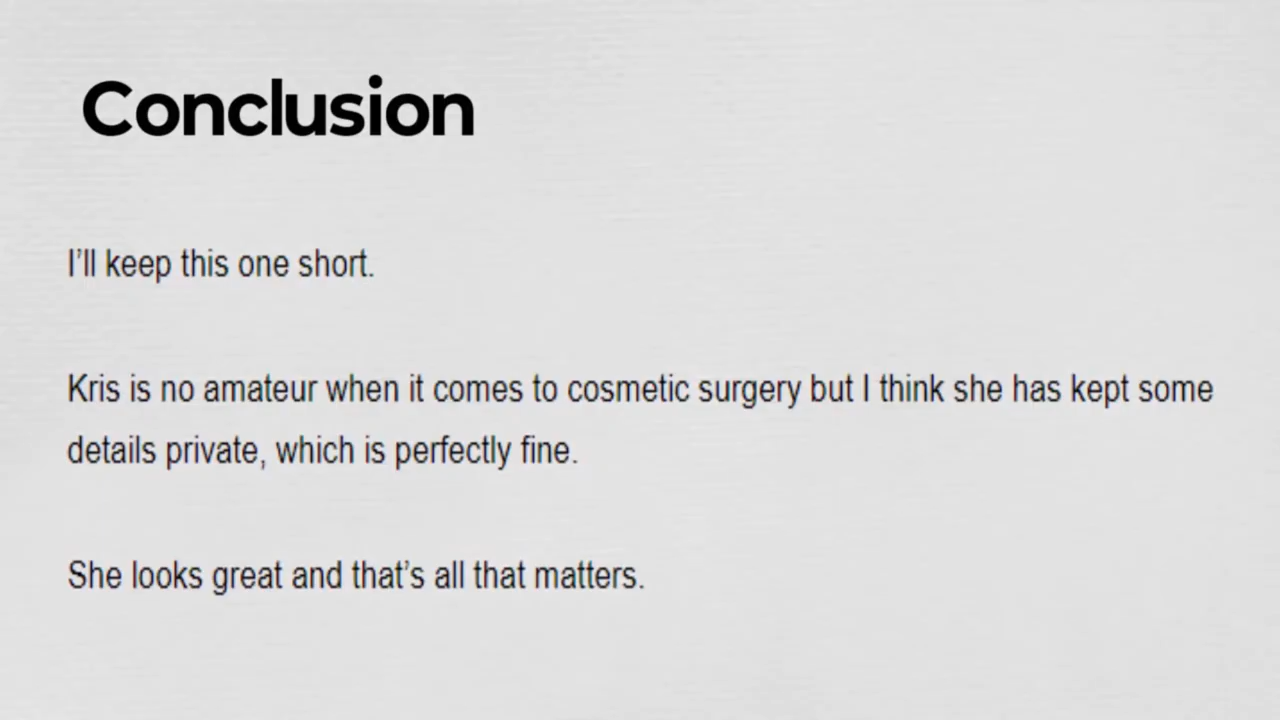 Conclusion
I’ll keep this one short.
Kris is no amateur when it comes to cosmetic surgery but I think she has kept some
details private, which is perfectly fine.
She looks great and that’s all that matters.